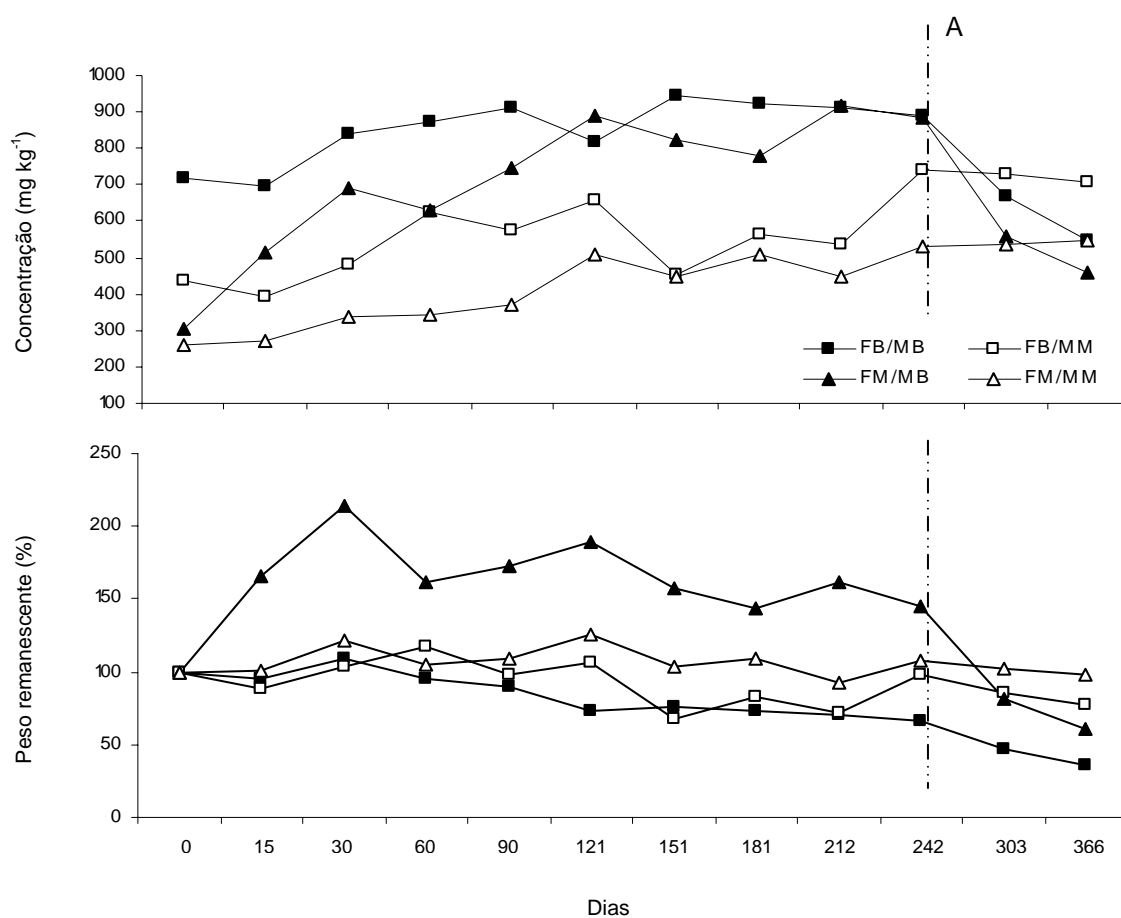 A
Concentração (mg kg-1)
1000
900
800
700
600
500
400
300
200
100
FB/MB
FB/MM
FM/MB
FM/MM
Peso remanescente (%)
250
200
150
100
50
0
0 15 30 60 90 121 151 181 212 242 303 366
Dias